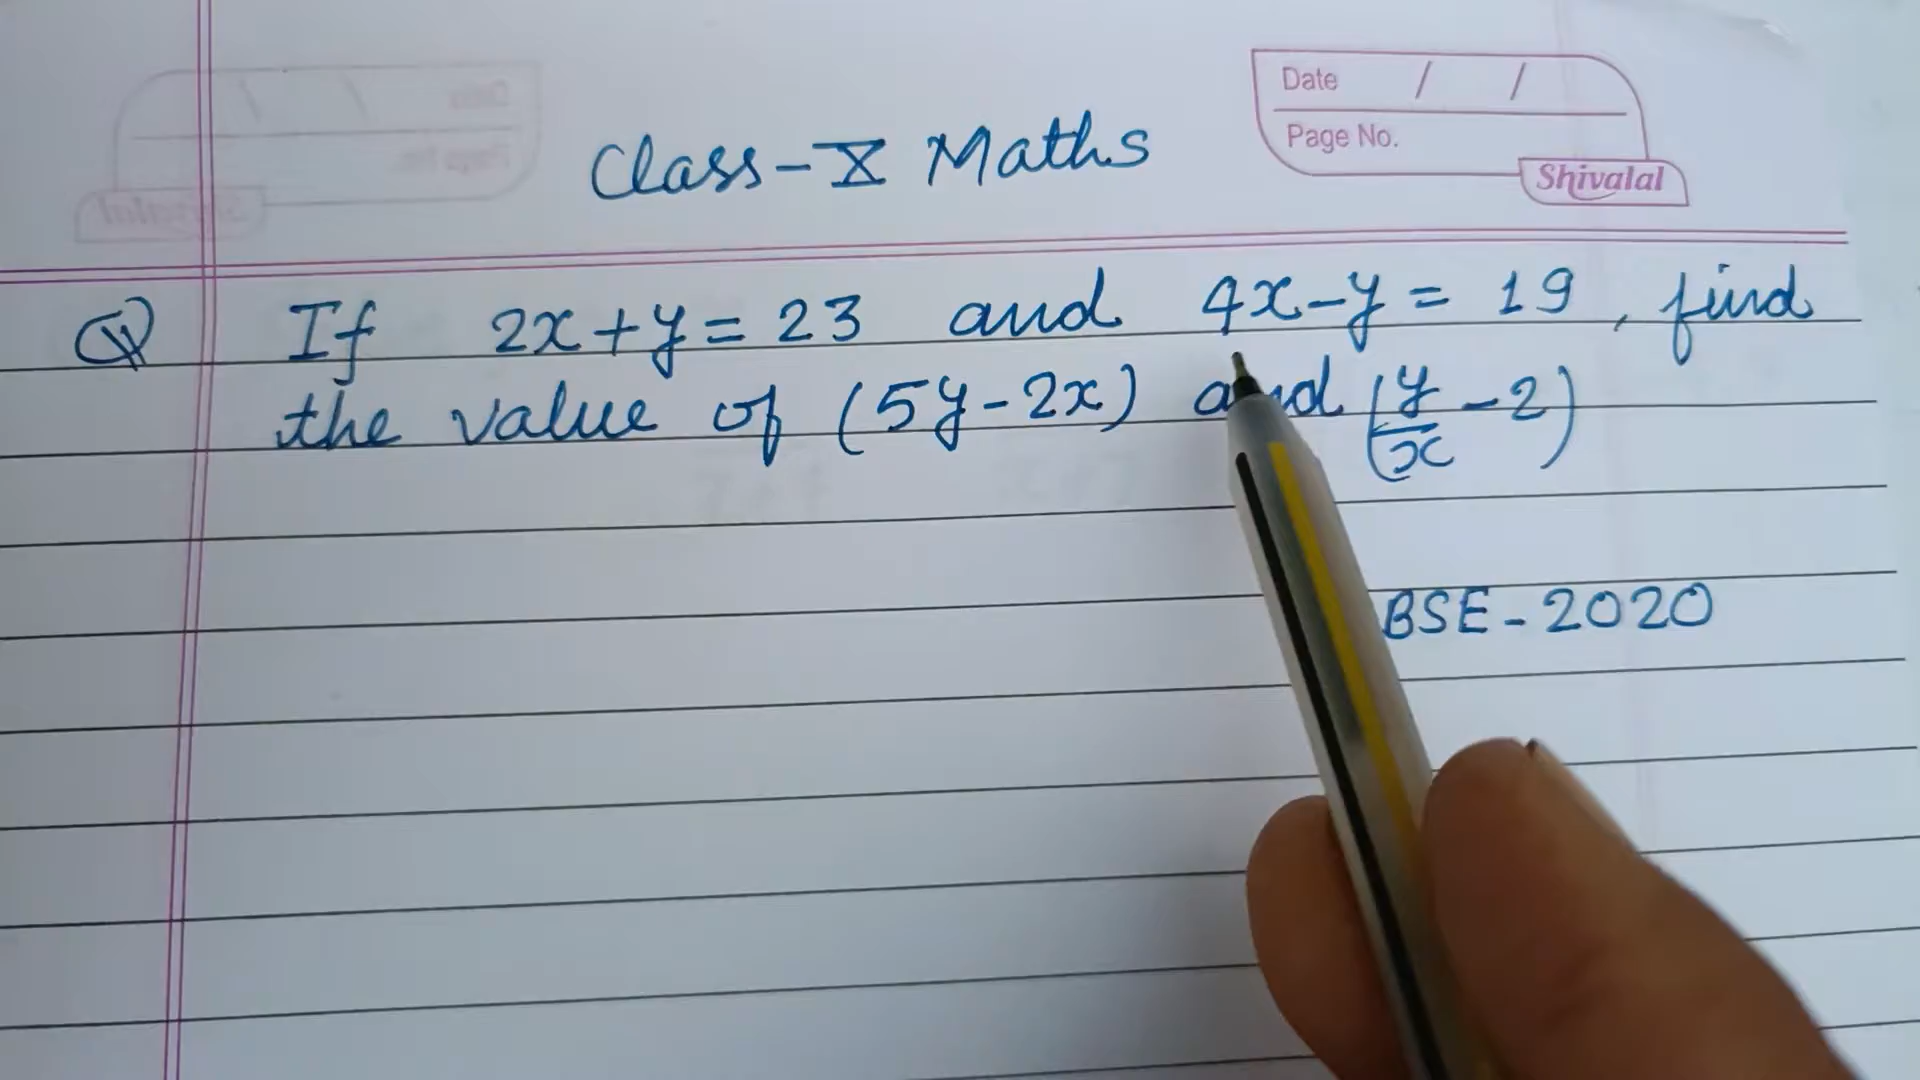 Date / /
Page No.
Shivalal
Class-X Maths
Q If 2x+y=23 and 4x-y=19, find
the value of (5y-2x) and (y/x-2)
BSE-2020